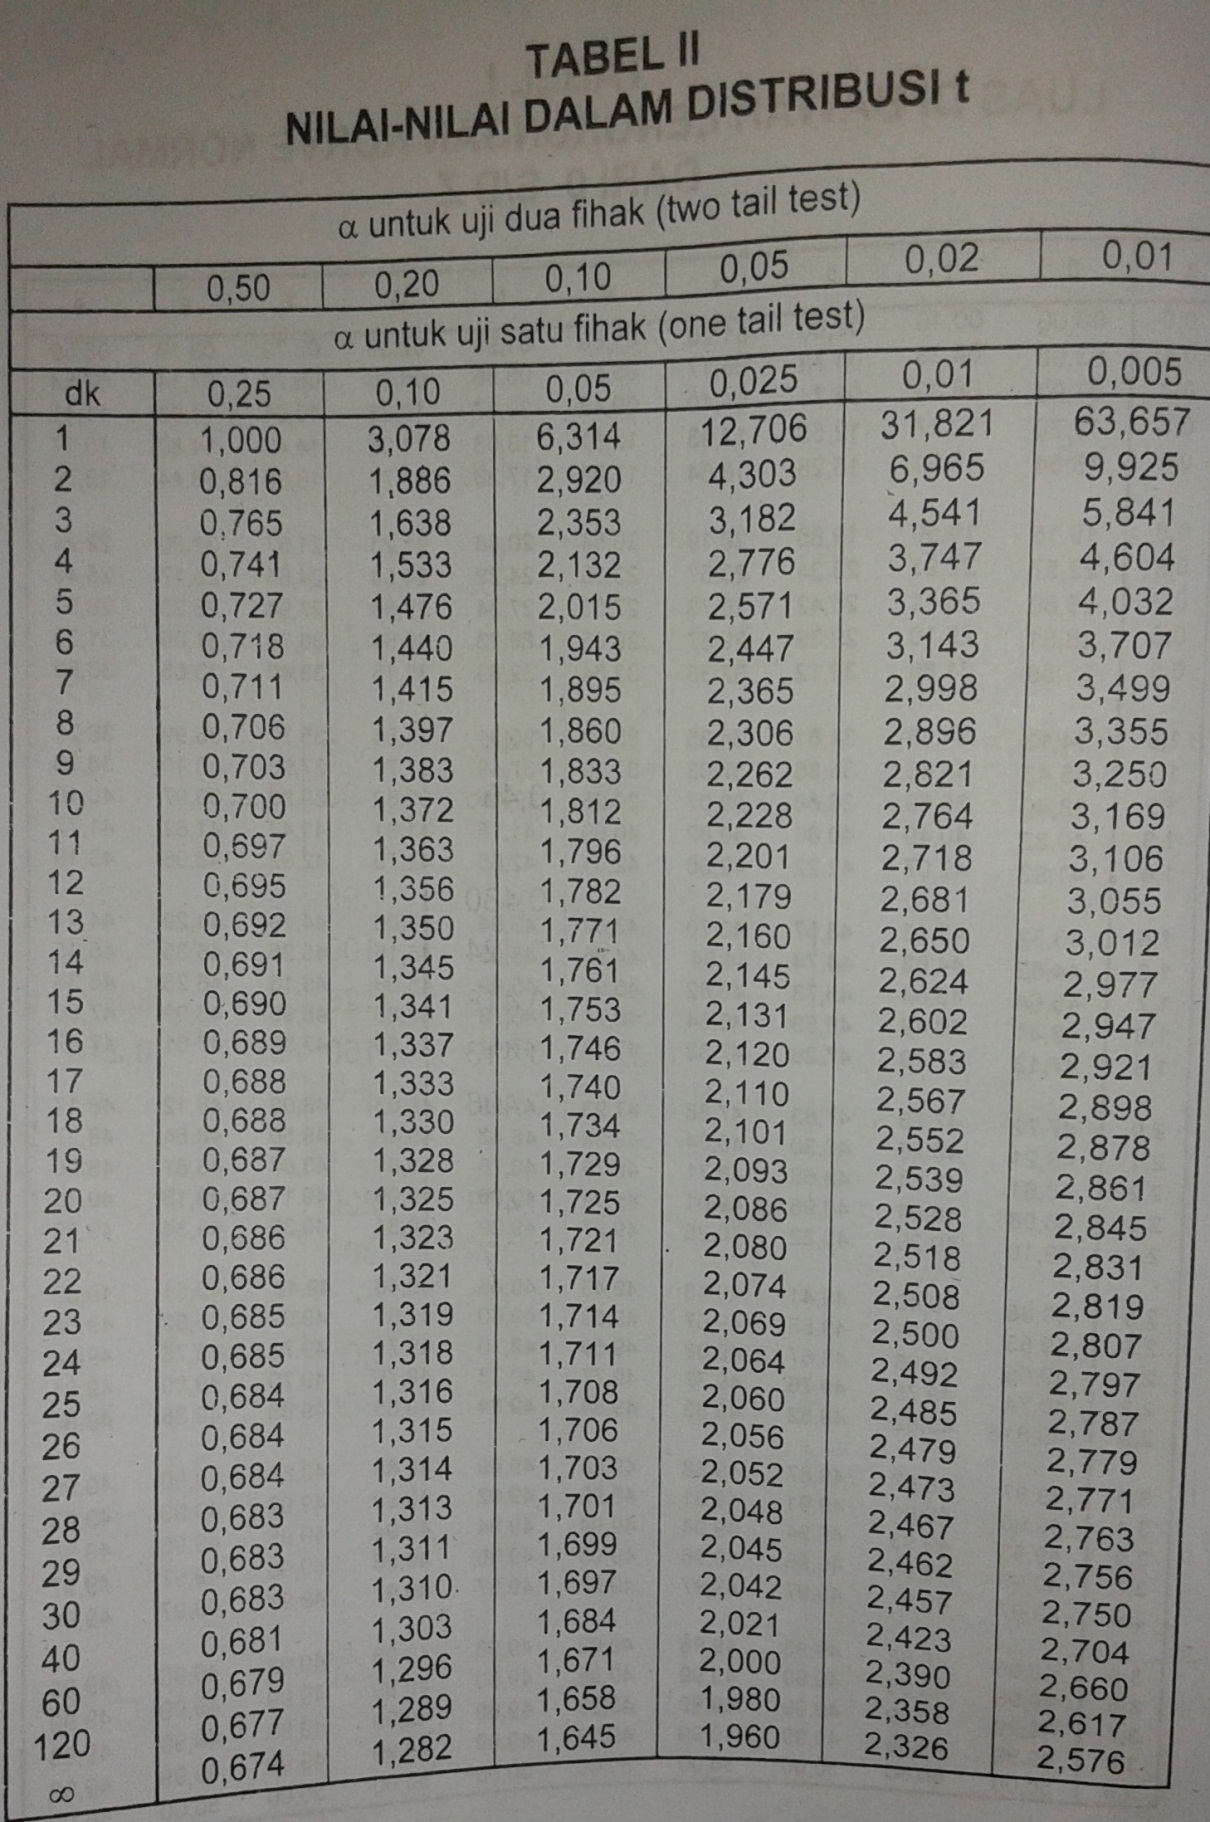 TABEL II
NILAI-NILAI DALAM DISTRIBUSI t
α untuk uji dua fihak (two tail test)
0,50 0,20 0,10 0,05 0,02 0,01
α untuk uji satu fihak (one tail test)
dk 0,25 0,10 0,05 0,025 0,01 0,005
1 1,000 3,078 6,314 12,706 31,821 63,657
2 0,816 1,886 2,920 4,303 6,965 9,925
3 0,765 1,638 2,353 3,182 4,541 5,841
4 0,741 1,533 2,132 2,776 3,747 4,604
5 0,727 1,476 2,015 2,571 3,365 4,032
6 0,718 1,440 1,943 2,447 3,143 3,707
7 0,711 1,415 1,895 2,365 2,998 3,499
8 0,706 1,397 1,860 2,306 2,896 3,355
9 0,703 1,383 1,833 2,262 2,821 3,250
10 0,700 1,372 1,812 2,228 2,764 3,169
11 0,697 1,363 1,796 2,201 2,718 3,106
12 0,695 1,356 1,782 2,179 2,681 3,055
13 0,692 1,350 1,771 2,160 2,650 3,012
14 0,691 1,345 1,761 2,145 2,624 2,977
15 0,690 1,341 1,753 2,131 2,602 2,947
16 0,689 1,337 1,746 2,120 2,583 2,921
17 0,688 1,333 1,740 2,110 2,567 2,898
18 0,688 1,330 1,734 2,101 2,552 2,878
19 0,687 1,328 1,729 2,093 2,539 2,861
20 0,687 1,325 1,725 2,086 2,528 2,845
21 0,686 1,323 1,721 2,080 2,518 2,831
22 0,686 1,321 1,717 2,074 2,508 2,819
23 0,685 1,319 1,714 2,069 2,500 2,807
24 0,685 1,318 1,711 2,064 2,492 2,797
25 0,684 1,316 1,708 2,060 2,485 2,787
26 0,684 1,315 1,706 2,056 2,479 2,779
27 0,684 1,314 1,703 2,052 2,473 2,771
28 0,683 1,313 1,701 2,048 2,467 2,763
29 0,683 1,311 1,699 2,045 2,462 2,756
30 0,683 1,310 1,697 2,042 2,457 2,750
40 0,681 1,303 1,684 2,021 2,423 2,704
60 0,679 1,296 1,671 2,000 2,390 2,660
120 0,677 1,289 1,658 1,980 2,358 2,617
∞ 0,674 1,282 1,645 1,960 2,326 2,576